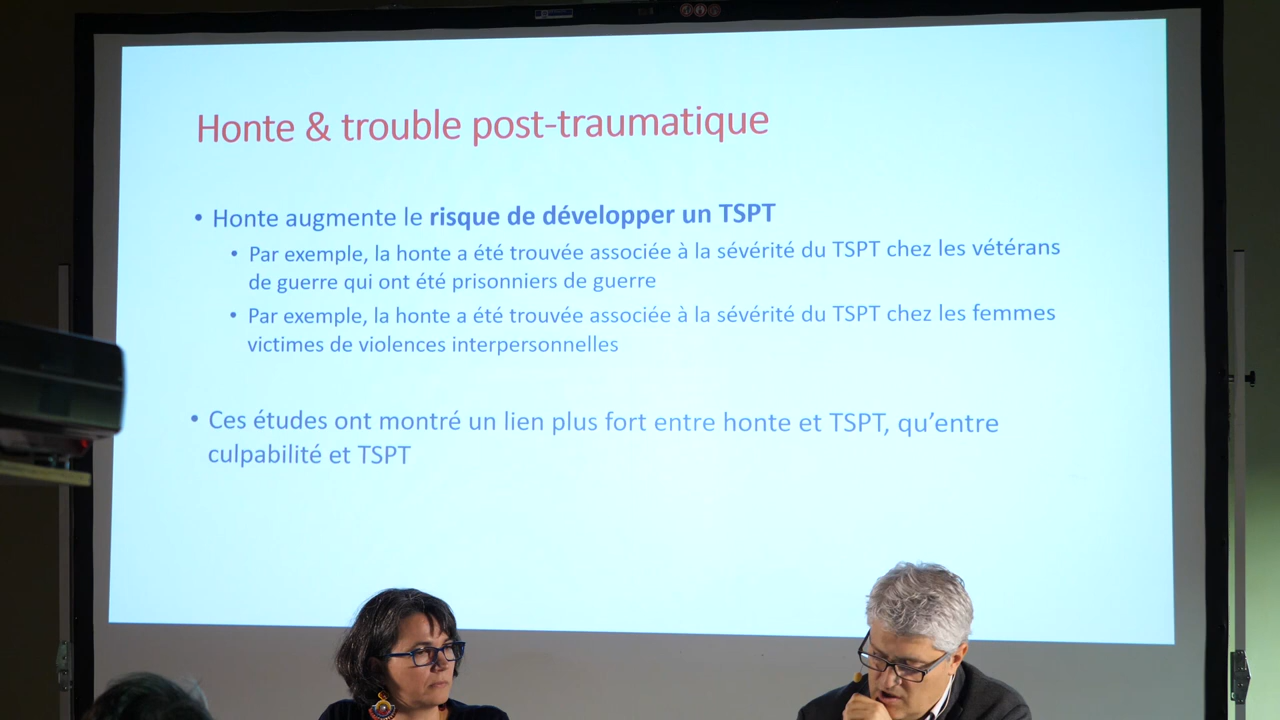 Honte & trouble post-traumatique
• Honte augmente le risque de développer un TSPT
• Par exemple, la honte a été trouvée associée à la sévérité du TSPT chez les vétérans
de guerre qui ont été prisonniers de guerre
• Par exemple, la honte a été trouvée associée à la sévérité du TSPT chez les femmes
victimes de violences interpersonnelles
• Ces études ont montré un lien plus fort entre honte et TSPT, qu’entre
culpabilité et TSPT